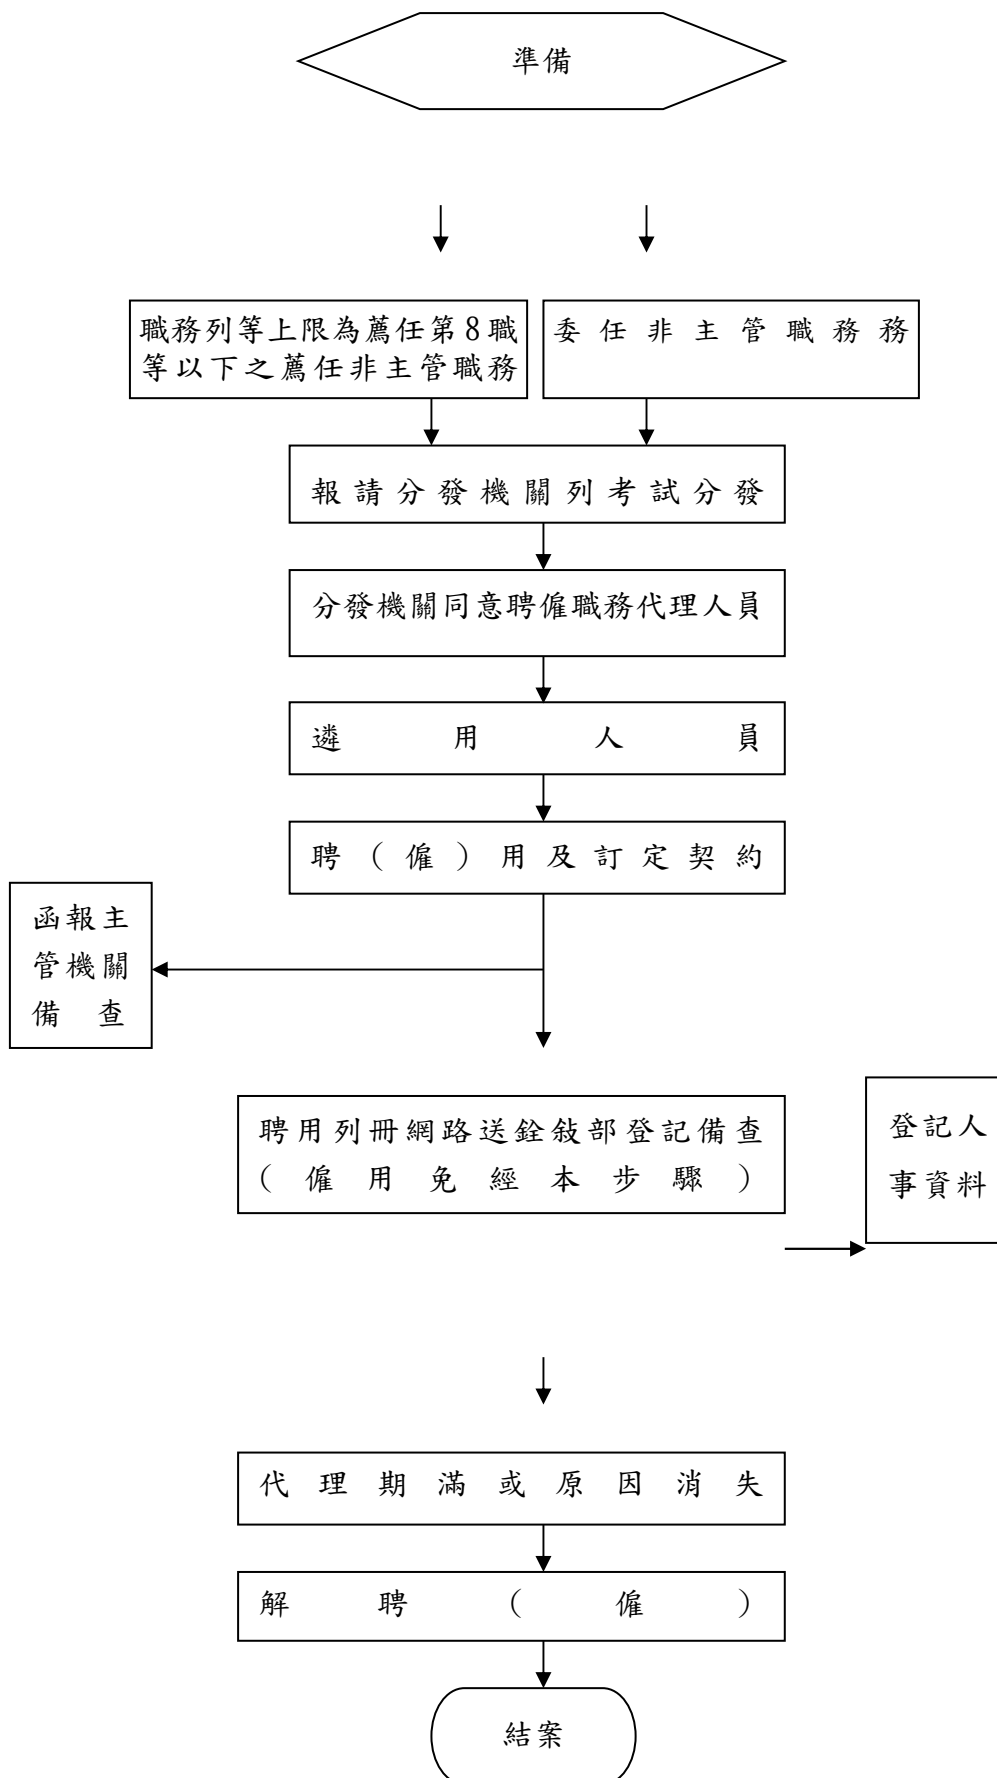 準備
職務列等上限為薦任第8職
等以下之薦任非主管職務
委任非主管職務務
報請分發機關列考試分發
分發機關同意聘僱職務代理人員
遴用人員
聘（僱）用及訂定契約
函報主
管機關
備查
聘用列冊網路送銓敍部登記備查
（僱用免經本步驟）
登記人
事資料
代理期滿或原因消失
解聘（僱）
結案